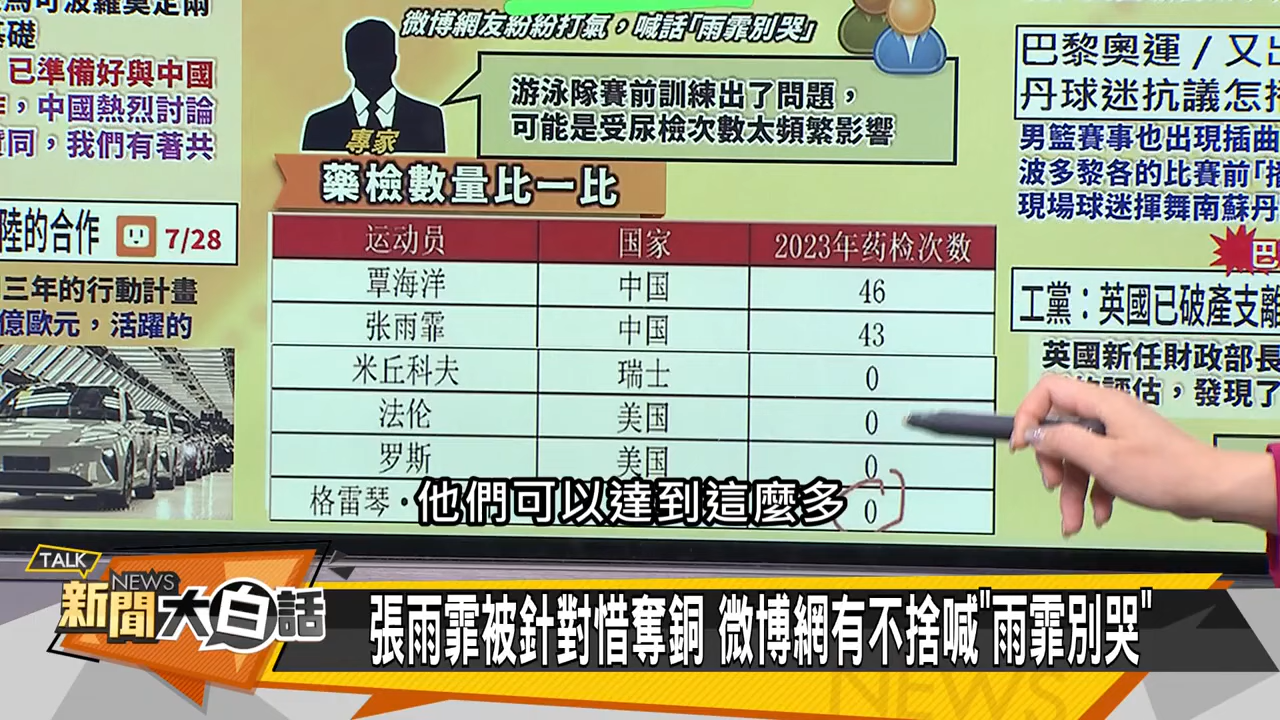 基礎
已準備好與中國
，中國熱烈討論
同，我們有著共
陸的合作
7/28
三年的行動計畫
億歐元，活躍的
微博網友紛紛打氣，喊話「雨霏別哭」
專家
游泳隊賽前訓練出了問題，
可能是受尿檢次數太頻繁影響
藥檢數量比一比
运动员 国家 2023年药检次数
覃海洋 中国 46
张雨霏 中国 43
米丘科夫 瑞士 0
法伦 美国 0
罗斯 美国 0
格雷琴· 0
巴黎奧運/又出
丹球迷抗議怎
男籃賽事也出現插曲
波多黎各的比賽前「
現場球迷揮舞南蘇丹
巴
工黨：英國已破產支離
英國新任財政部長
評估，發現了
他們可以達到這麼多
TALK
NEWS
新聞大白話
張雨霏被針對惜奪銅 微博網有不捨喊"雨霏別哭"
NEWS